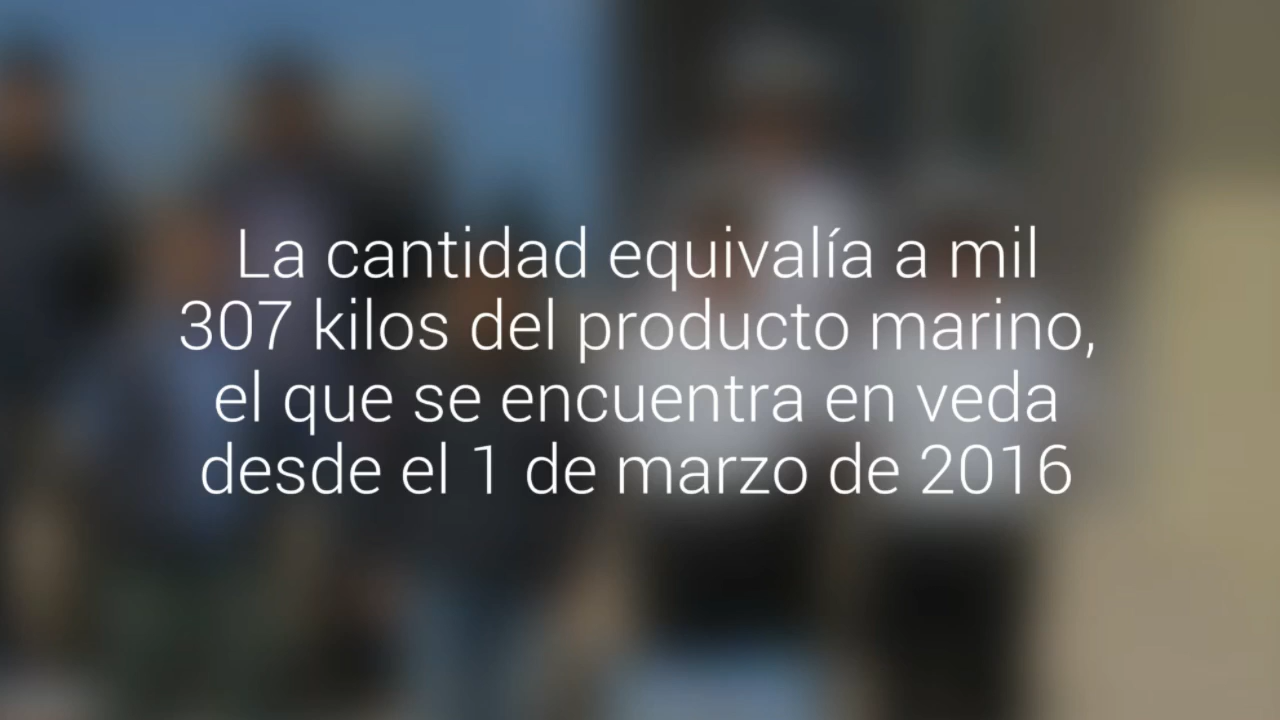 La cantidad equivalía a mil
307 kilos del producto marino,
el que se encuentra en veda
desde el 1 de marzo de 2016